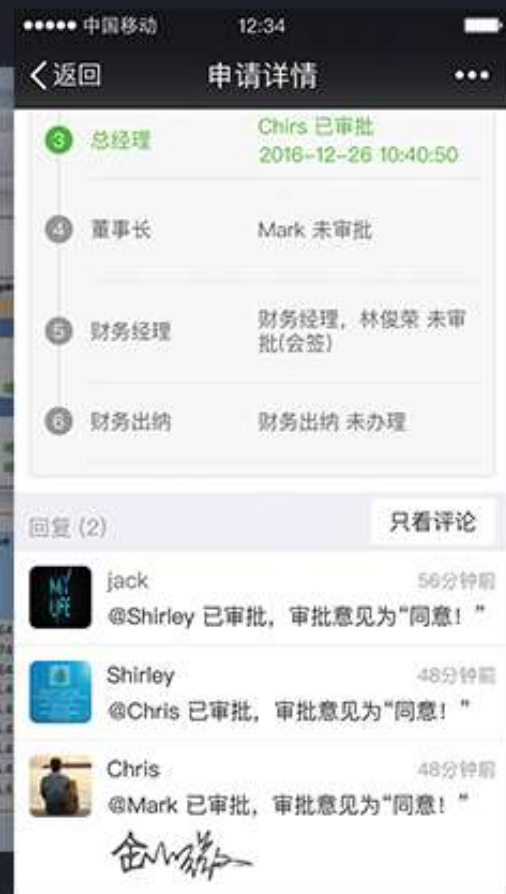 中国移动
12:34
返回
申请详情
3
总经理
Chirs 已审批
2016-12-26 10:40:50
4
董事长
Mark 未审批
5
财务经理
财务经理，林俊荣 未审
批(会签)
6
财务出纳
财务出纳 未办理
回复 (2)
只看评论
MY
LIFE
jack
56分钟前
@Shirley 已审批，审批意见为“同意！”
Shirley
48分钟前
@Chris 已审批，审批意见为“同意！”
Chris
48分钟前
@Mark 已审批，审批意见为“同意！”